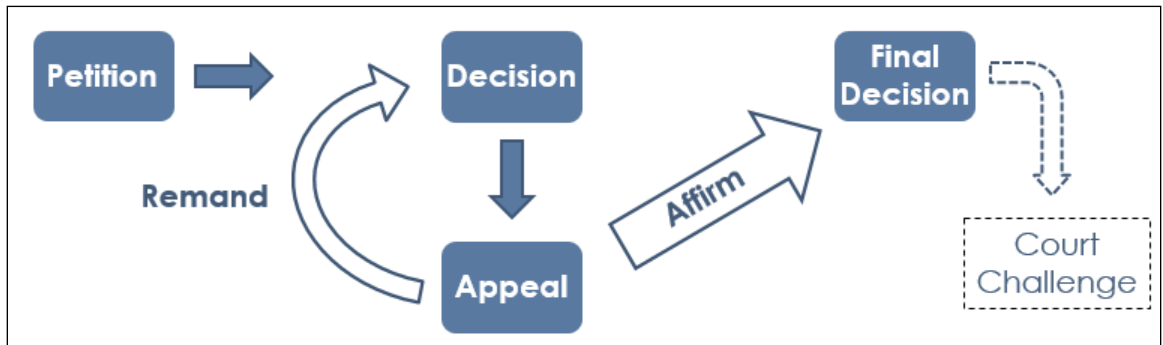 Petition
Decision
Final
Decision
Remand
Affirm
Appeal
Court
Challenge